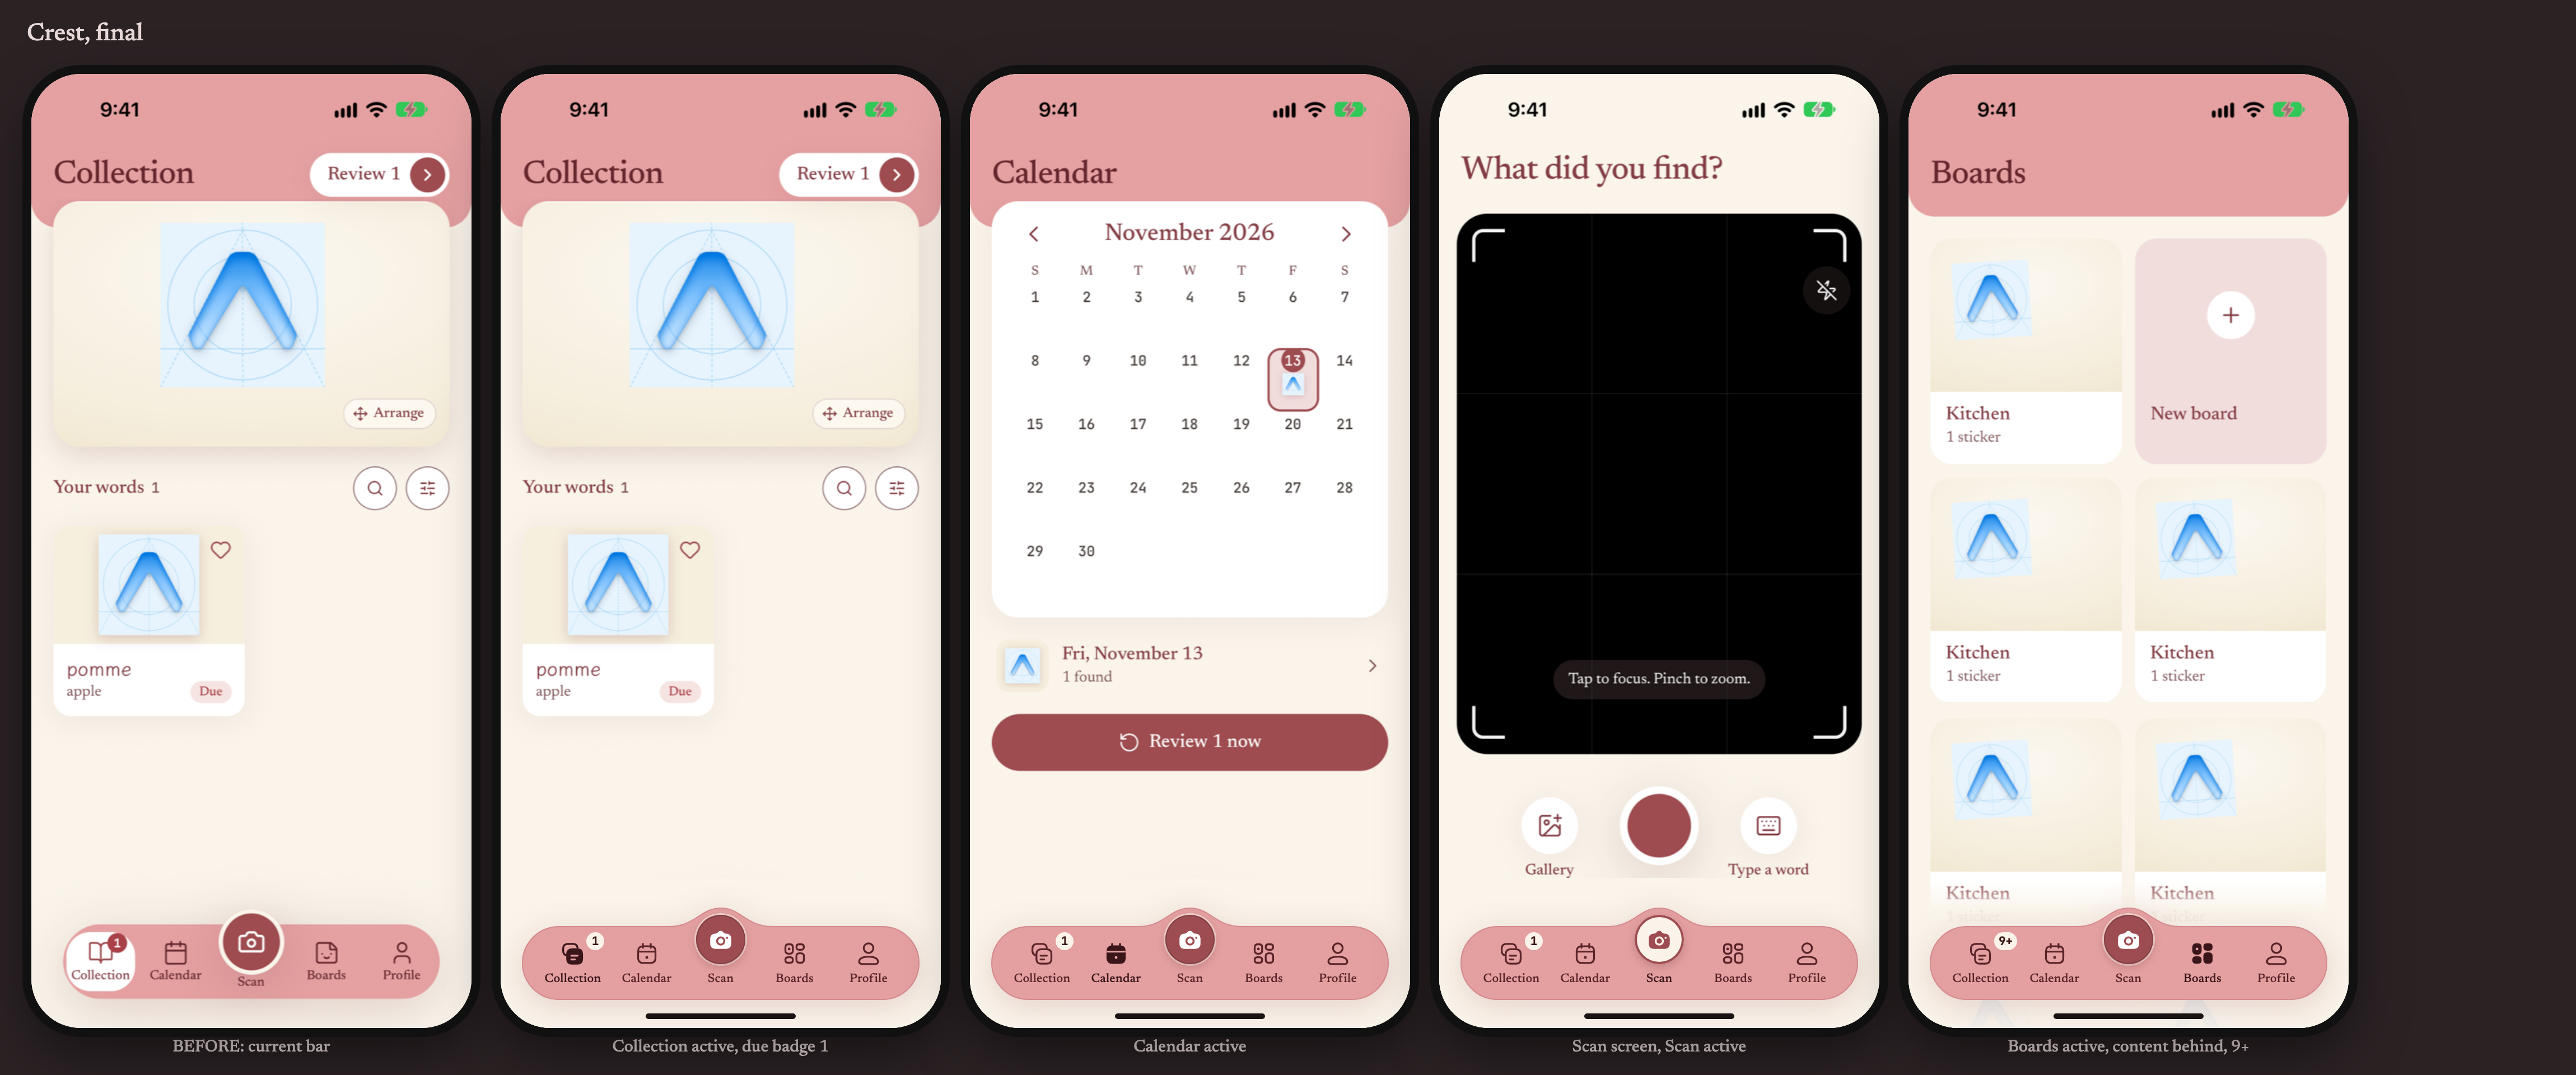 Crest, final
9:41
Collection
Review 1
Arrange
Your words 1
pomme
apple
Due
1
Collection
Calendar
Scan
Boards
Profile
BEFORE: current bar
9:41
Collection
Review 1
Arrange
Your words 1
pomme
apple
Due
1
Collection
Calendar
Scan
Boards
Profile
Collection active, due badge 1
9:41
Calendar
November 2026
S M T W T F S
1 2 3 4 5 6 7
8 9 10 11 12 13 14
15 16 17 18 19 20 21
22 23 24 25 26 27 28
29 30
Fri, November 13
1 found
Review 1 now
1
Collection
Calendar
Scan
Boards
Profile
Calendar active
9:41
What did you find?
Tap to focus. Pinch to zoom.
Gallery
Type a word
1
Collection
Calendar
Scan
Boards
Profile
Scan screen, Scan active
9:41
Boards
Kitchen
1 sticker
New board
Kitchen
1 sticker
Kitchen
1 sticker
Kitchen
1 sticker
Kitchen
1 sticker
9+
Collection
Calendar
Scan
Boards
Profile
Boards active, content behind, 9+